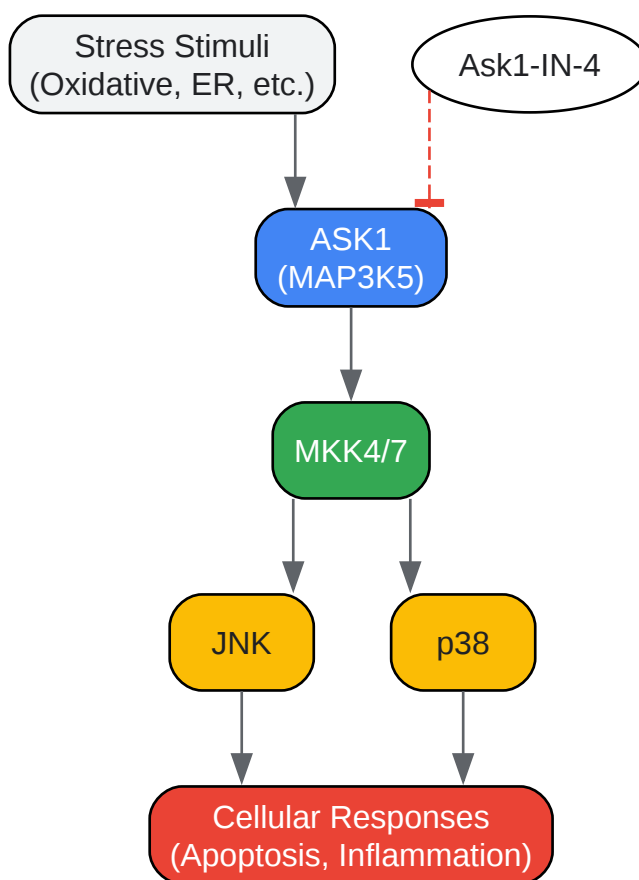 Stress Stimuli
(Oxidative, ER, etc.)
Ask1-IN-4
ASK1
(MAP3K5)
MKK4/7
JNK
p38
Cellular Responses
(Apoptosis, Inflammation)